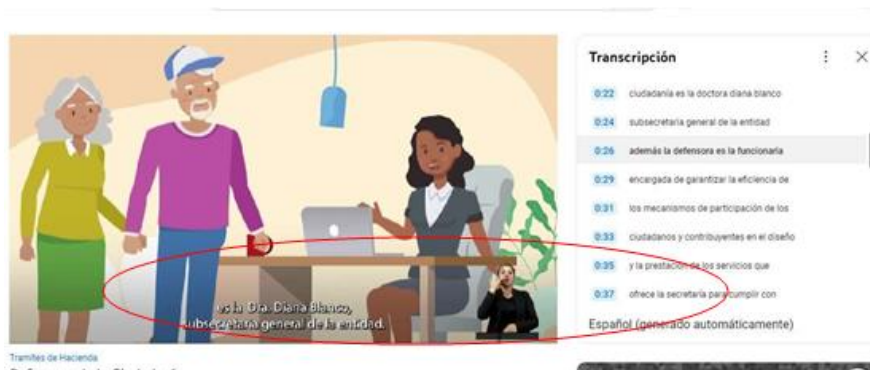 Transcripción
0:22 ciudadanía es la doctora diana blanco
0:24 subsecretaria general de la entidad
0:26 además la defensora es la funcionaria
0:29 encargada de garantizar la eficiencia de
0:31 los mecanismos de participación de los
0:33 ciudadanos y contribuyentes en el diseño
0:35 y la prestación de los servicios que
0:37 ofrece la secretaría para cumplir con
Español (generado automáticamente)
es la Dra. Diana Blanco,
subsecretaria general de la entidad.
Tramites de Hacienda